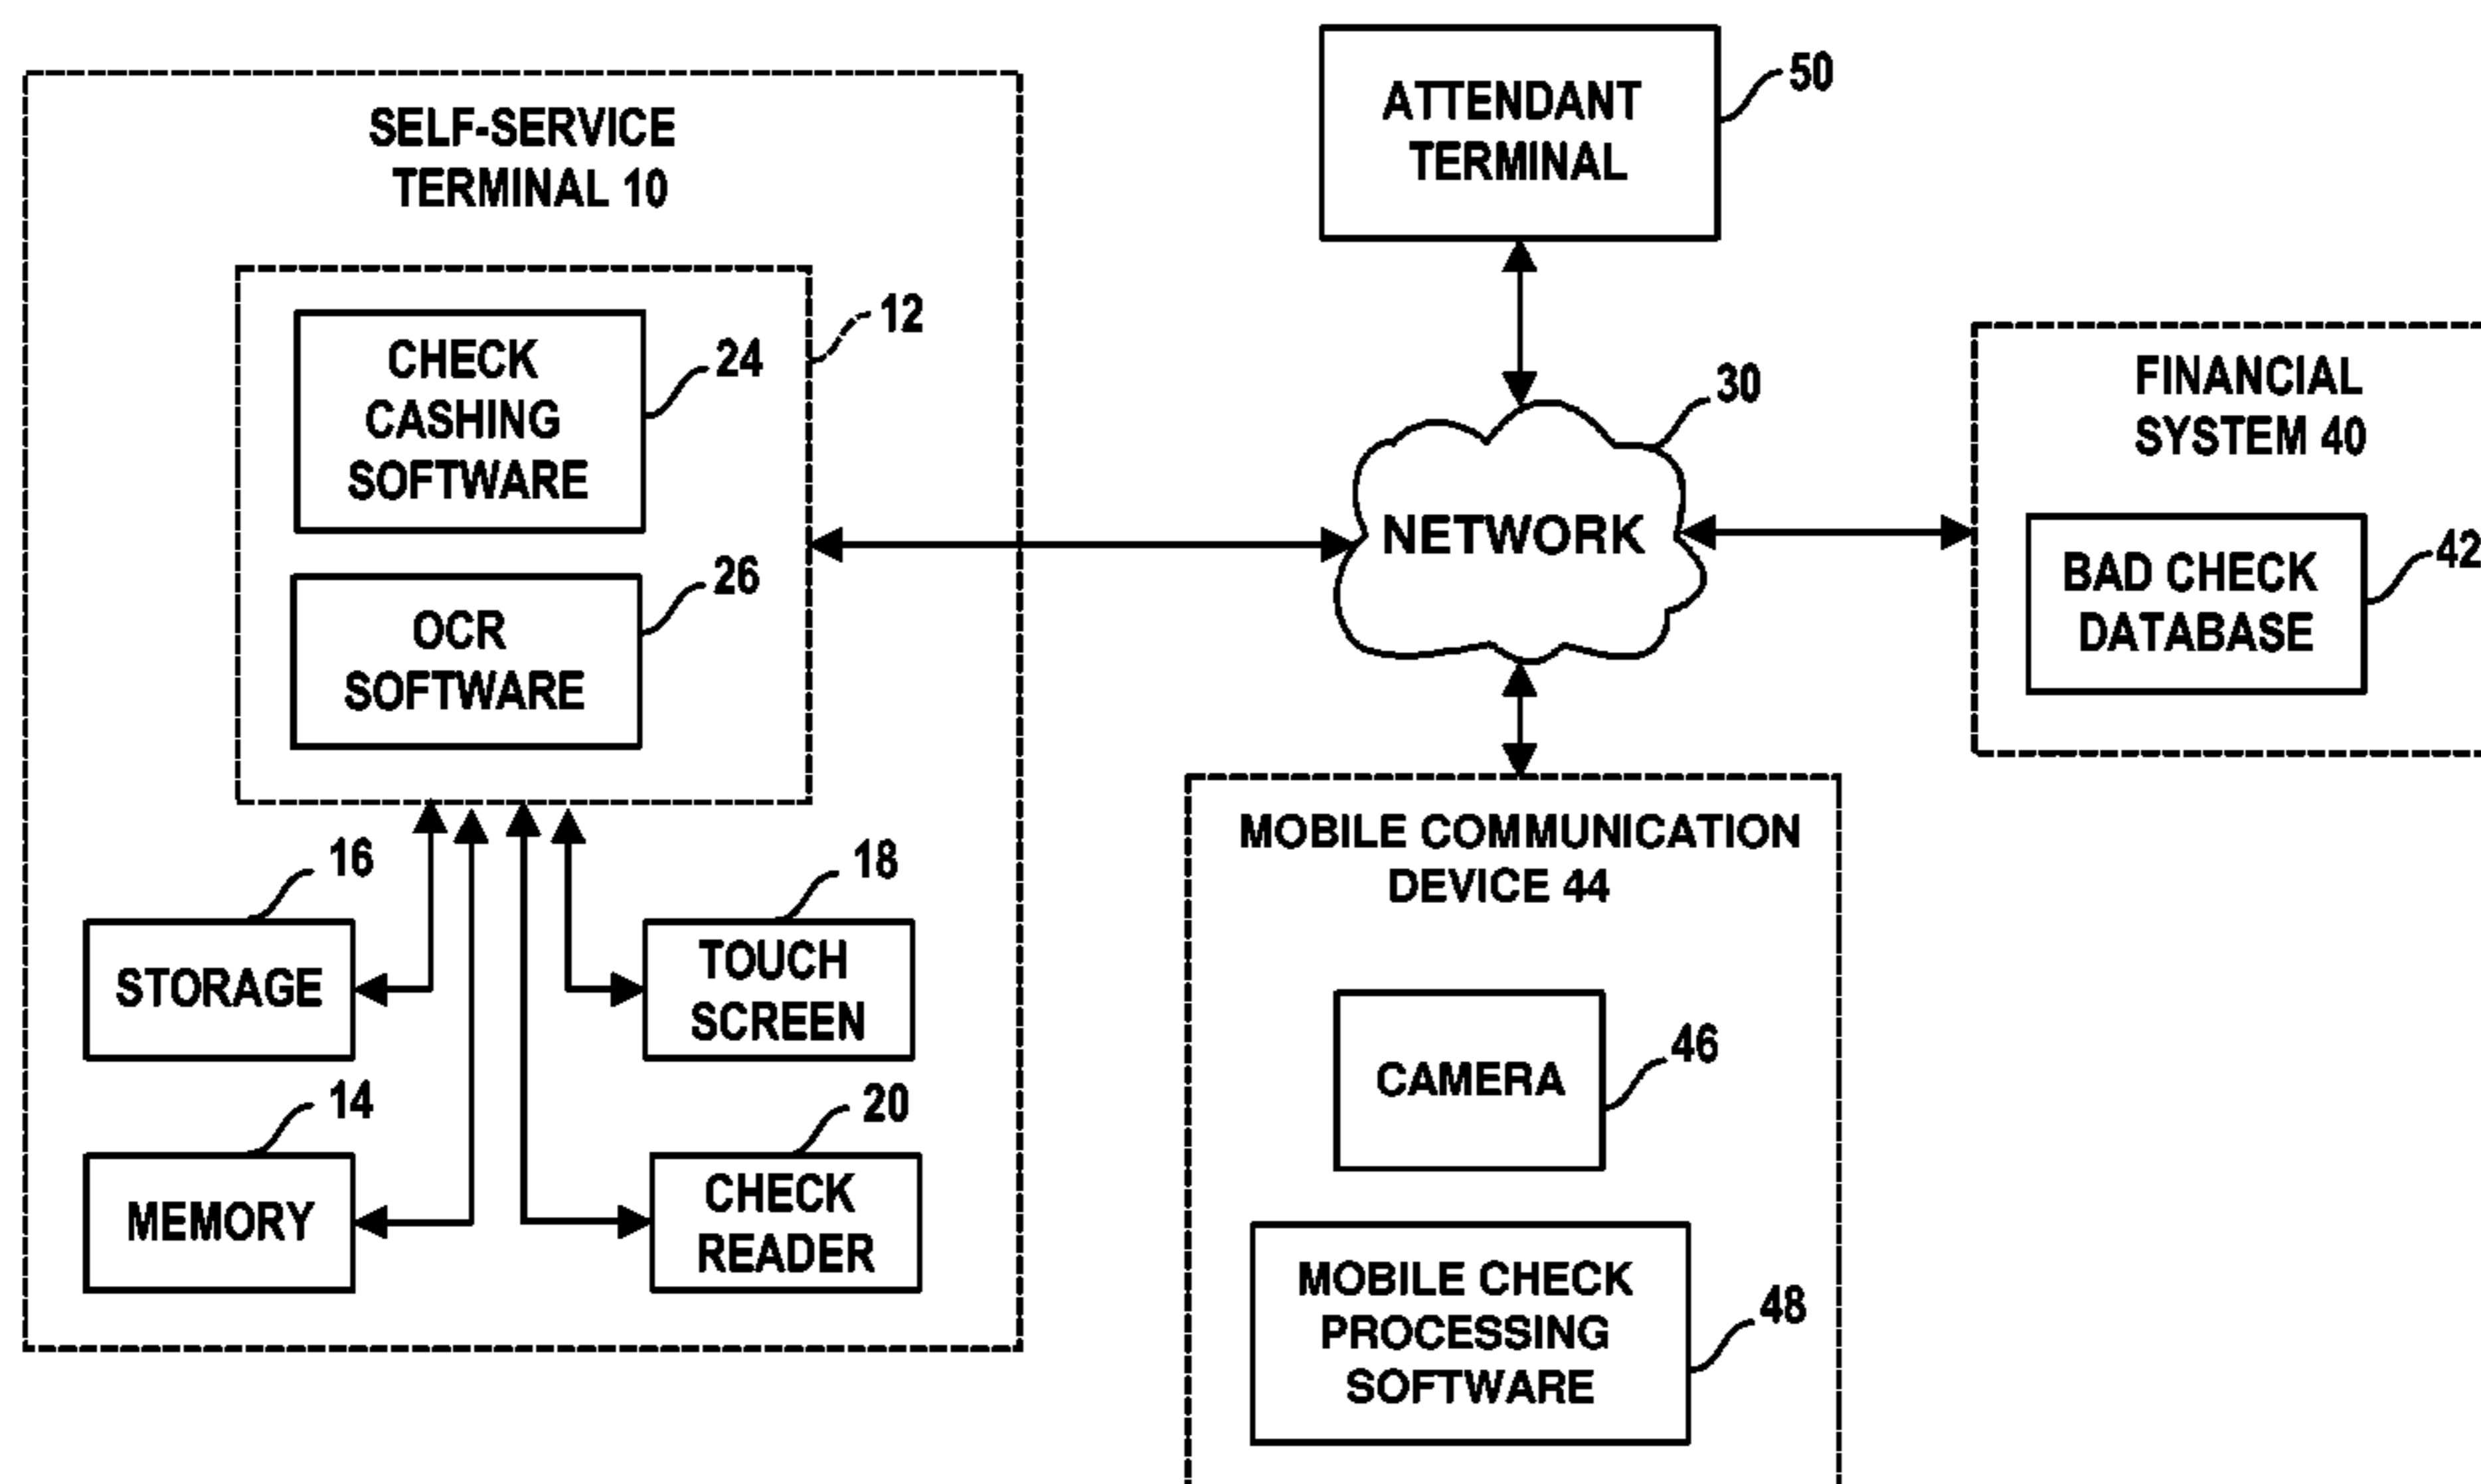 SELF-SERVICE
TERMINAL 10
12
CHECK
CASHING
SOFTWARE
24
OCR
SOFTWARE
26
16
STORAGE
18
TOUCH
SCREEN
14
MEMORY
20
CHECK
READER
ATTENDANT
TERMINAL
50
30
NETWORK
FINANCIAL
SYSTEM 40
BAD CHECK
DATABASE
42
MOBILE COMMUNICATION
DEVICE 44
CAMERA
46
MOBILE CHECK
PROCESSING
SOFTWARE
48